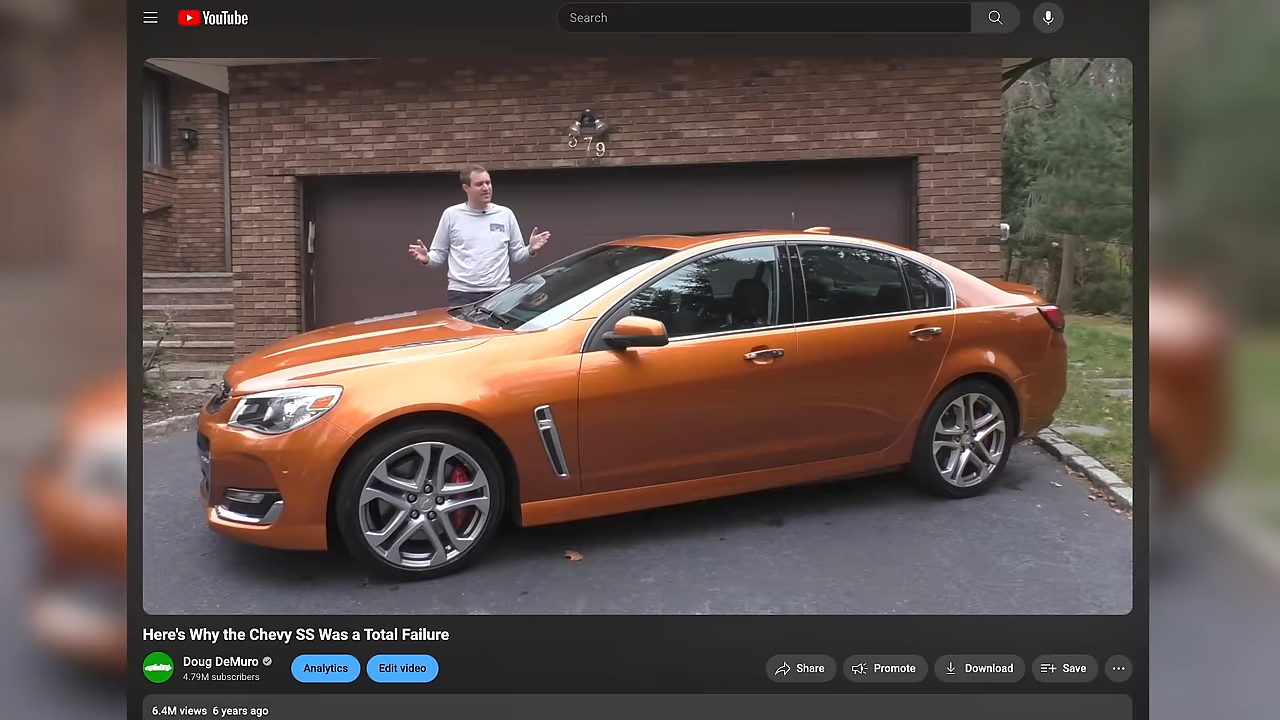 YouTube
Search
579
Here's Why the Chevy SS Was a Total Failure
Doug DeMuro
4.79M subscribers
Analytics
Edit video
Share
Promote
Download
Save
6.4M views 6 years ago